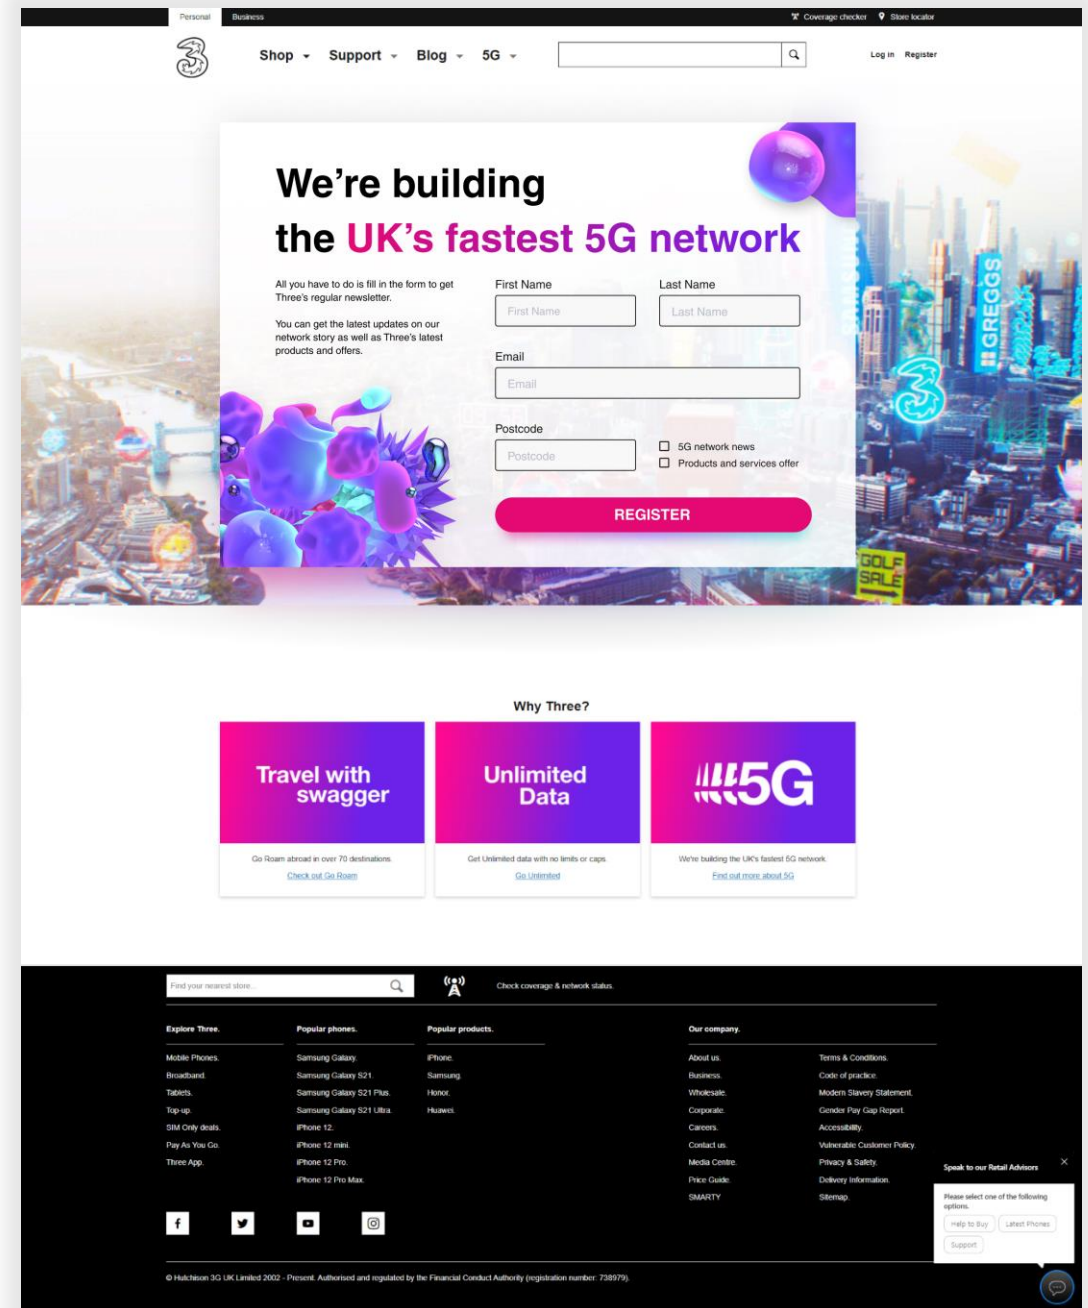 Personal Business Coverage checker Store locator
Shop Support Blog 5G Log in Register
We're building
the UK's fastest 5G network
All you have to do is fill in the form to get
Three's regular newsletter.
You can get the latest updates on our
network story as well as Three's latest
products and offers.
First Name Last Name
First Name Last Name
Email
Email
Postcode
Postcode
5G network news
Products and services offer
REGISTER
SAMSUNG
GREGGS
3
GOLF
SALE
Why Three?
Travel with
swagger
Go Roam abroad in over 70 destinations.
Check out Go Roam
Unlimited
Data
Get Unlimited data with no limits or caps
Go Unlimited
5G
We're building the UK's fastest 5G network.
Find out more about 5G
Find your nearest store...
Check coverage & network status.
Explore Three.
Mobile Phones.
Broadband.
Tablets.
Top-up.
SIM Only deals.
Pay As You Go.
Three App.
Popular phones.
Samsung Galaxy.
Samsung Galaxy S21.
Samsung Galaxy S21 Plus.
Samsung Galaxy S21 Ultra.
iPhone 12.
iPhone 12 mini.
iPhone 12 Pro.
iPhone 12 Pro Max.
Popular products.
iPhone.
Samsung.
Honor.
Huawei.
Our company.
About us.
Business.
Wholesale.
Corporate.
Careers.
Contact us.
Media Centre.
Price Guide.
SMARTY
Terms & Conditions.
Code of practice.
Modern Slavery Statement.
Gender Pay Gap Report.
Accessibility.
Vulnerable Customer Policy.
Privacy & Safety.
Delivery Information.
Sitemap.
Speak to our Retail Advisors
Please select one of the following
options.
Help to Buy Latest Phones
Support
© Hutchison 3G UK Limited 2002 - Present. Authorised and regulated by the Financial Conduct Authority (registration number: 738979).